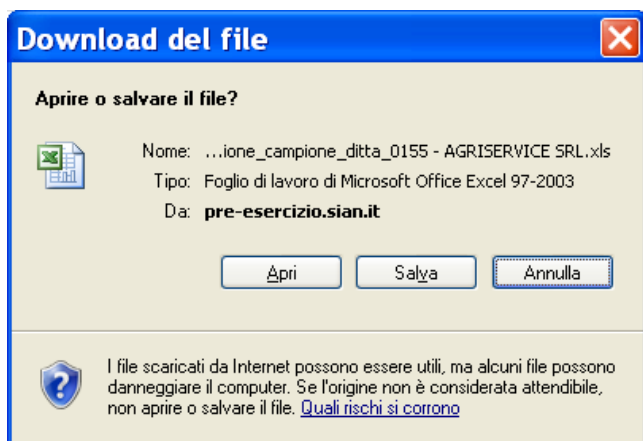 Download del file
Aprire o salvare il file?
Nome: ...ione_campione_ditta_0155 - AGRISERVICE SRL.xls
Tipo: Foglio di lavoro di Microsoft Office Excel 97-2003
Da: pre-esercizio.sian.it
Apri Salva Annulla
I file scaricati da Internet possono essere utili, ma alcuni file possono
danneggiare il computer. Se l'origine non è considerata attendibile,
non aprire o salvare il file. Quali rischi si corrono